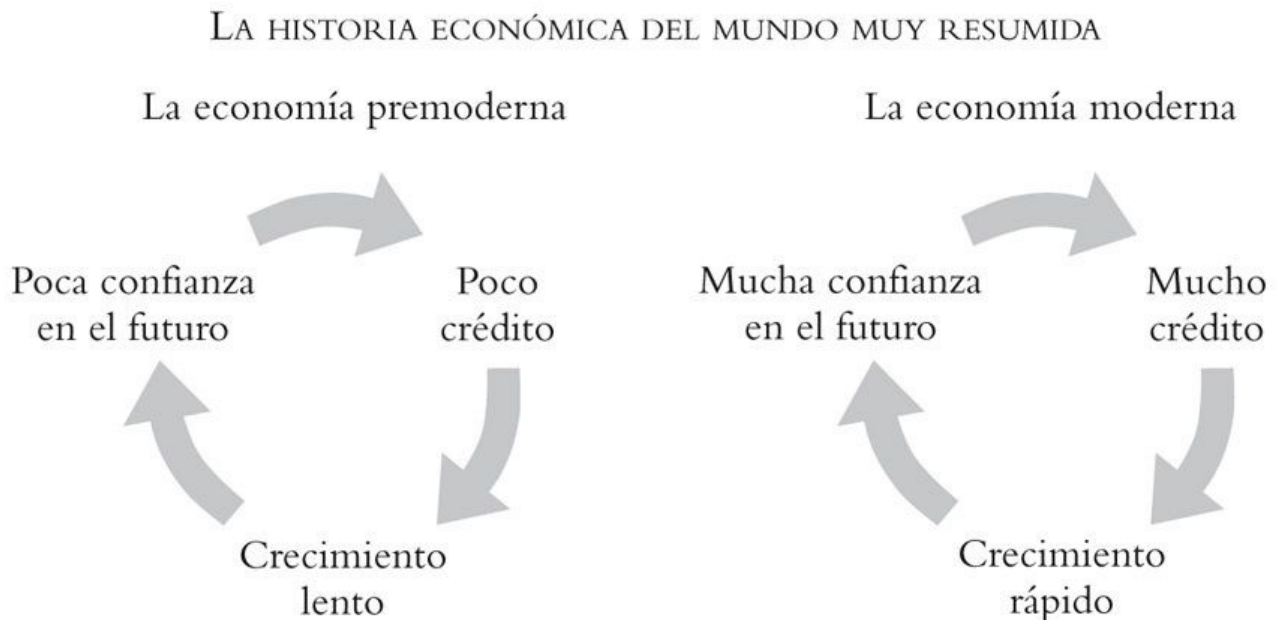 LA HISTORIA ECONÓMICA DEL MUNDO MUY RESUMIDA
La economía premoderna
Poca confianza
en el futuro
Poco
crédito
Crecimiento
lento
La economía moderna
Mucha confianza
en el futuro
Mucho
crédito
Crecimiento
rápido